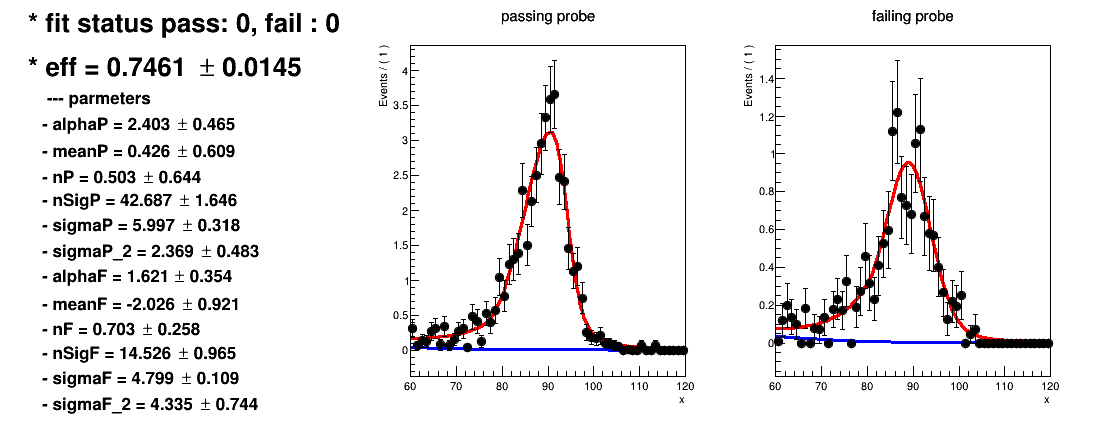 * fit status pass: 0, fail : 0
* eff = 0.7461 ± 0.0145
--- parmeters
- alphaP = 2.403 ± 0.465
- meanP = 0.426 ± 0.609
- nP = 0.503 ± 0.644
- nSigP = 42.687 ± 1.646
- sigmaP = 5.997 ± 0.318
- sigmaP_2 = 2.369 ± 0.483
- alphaF = 1.621 ± 0.354
- meanF = -2.026 ± 0.921
- nF = 0.703 ± 0.258
- nSigF = 14.526 ± 0.965
- sigmaF = 4.799 ± 0.109
- sigmaF_2 = 4.335 ± 0.744
passing probe
Events / ( 1 )
4
3.5
3
2.5
2
1.5
1
0.5
0
60 70 80 90 100 110 120
x
failing probe
Events / ( 1 )
1.4
1.2
1
0.8
0.6
0.4
0.2
0
60 70 80 90 100 110 120
x